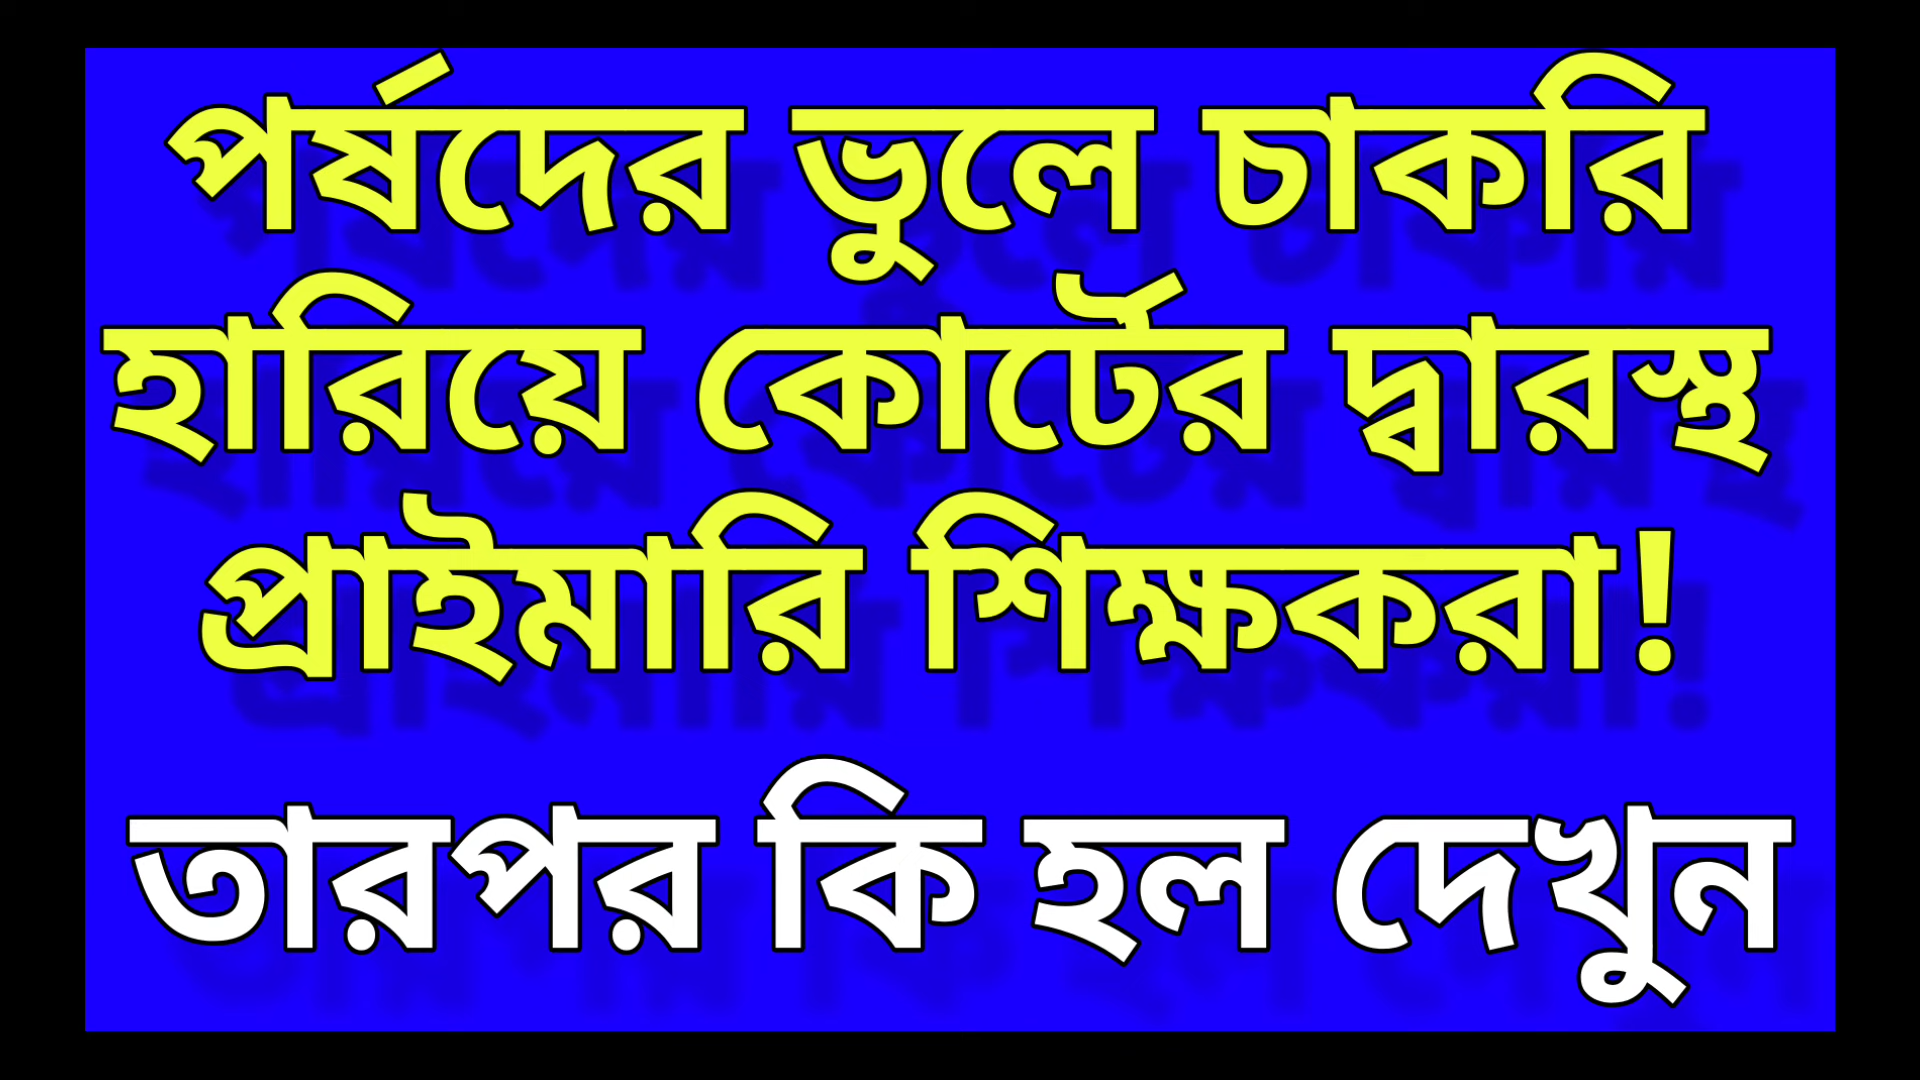 পর্ষদের ভুলে চাকরি
হারিয়ে কোর্টের দ্বারস্থ
প্রাইমারি শিক্ষকরা!
তারপর কি হল দেখুন